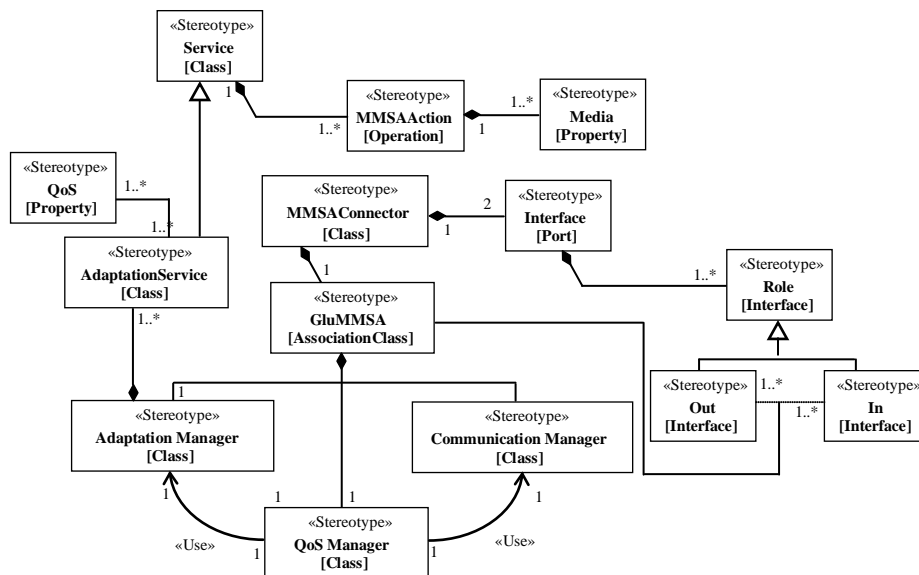 «Stereotype»
Service
[Class]
1
1..*
«Stereotype»
MMSAAction
[Operation]
1
1..*
«Stereotype»
Media
[Property]
«Stereotype»
QoS
[Property]
1..*
1..*
«Stereotype»
AdaptationService
[Class]
1..*
«Stereotype»
MMSAConnector
[Class]
1
2
1
«Stereotype»
Interface
[Port]
1..*
«Stereotype»
Role
[Interface]
«Stereotype»
GluMMSA
[AssociationClass]
«Stereotype»
Out
[Interface]
1..*
1..*
«Stereotype»
In
[Interface]
1
«Stereotype»
Adaptation Manager
[Class]
«Stereotype»
Communication Manager
[Class]
1
1
1
1
«Use»
1
«Stereotype»
QoS Manager
[Class]
1
«Use»